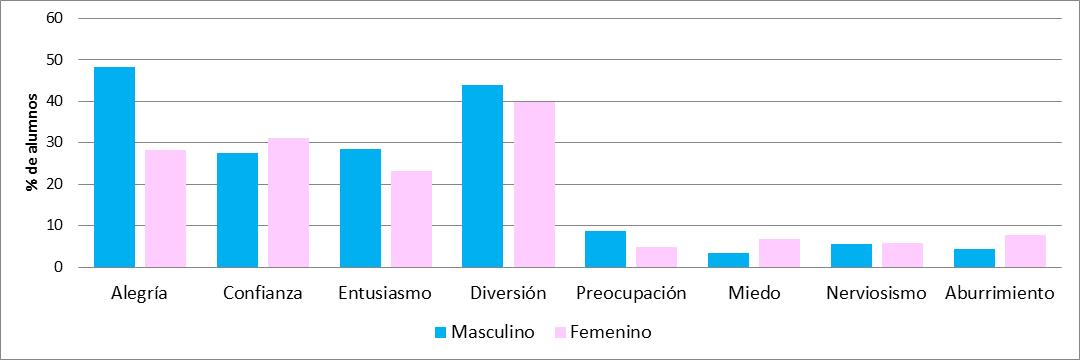 60
50
40
30
20
10
0
% de alumnos
Alegría Confianza Entusiasmo Diversión Preocupación Miedo Nerviosismo Aburrimiento
Masculino Femenino